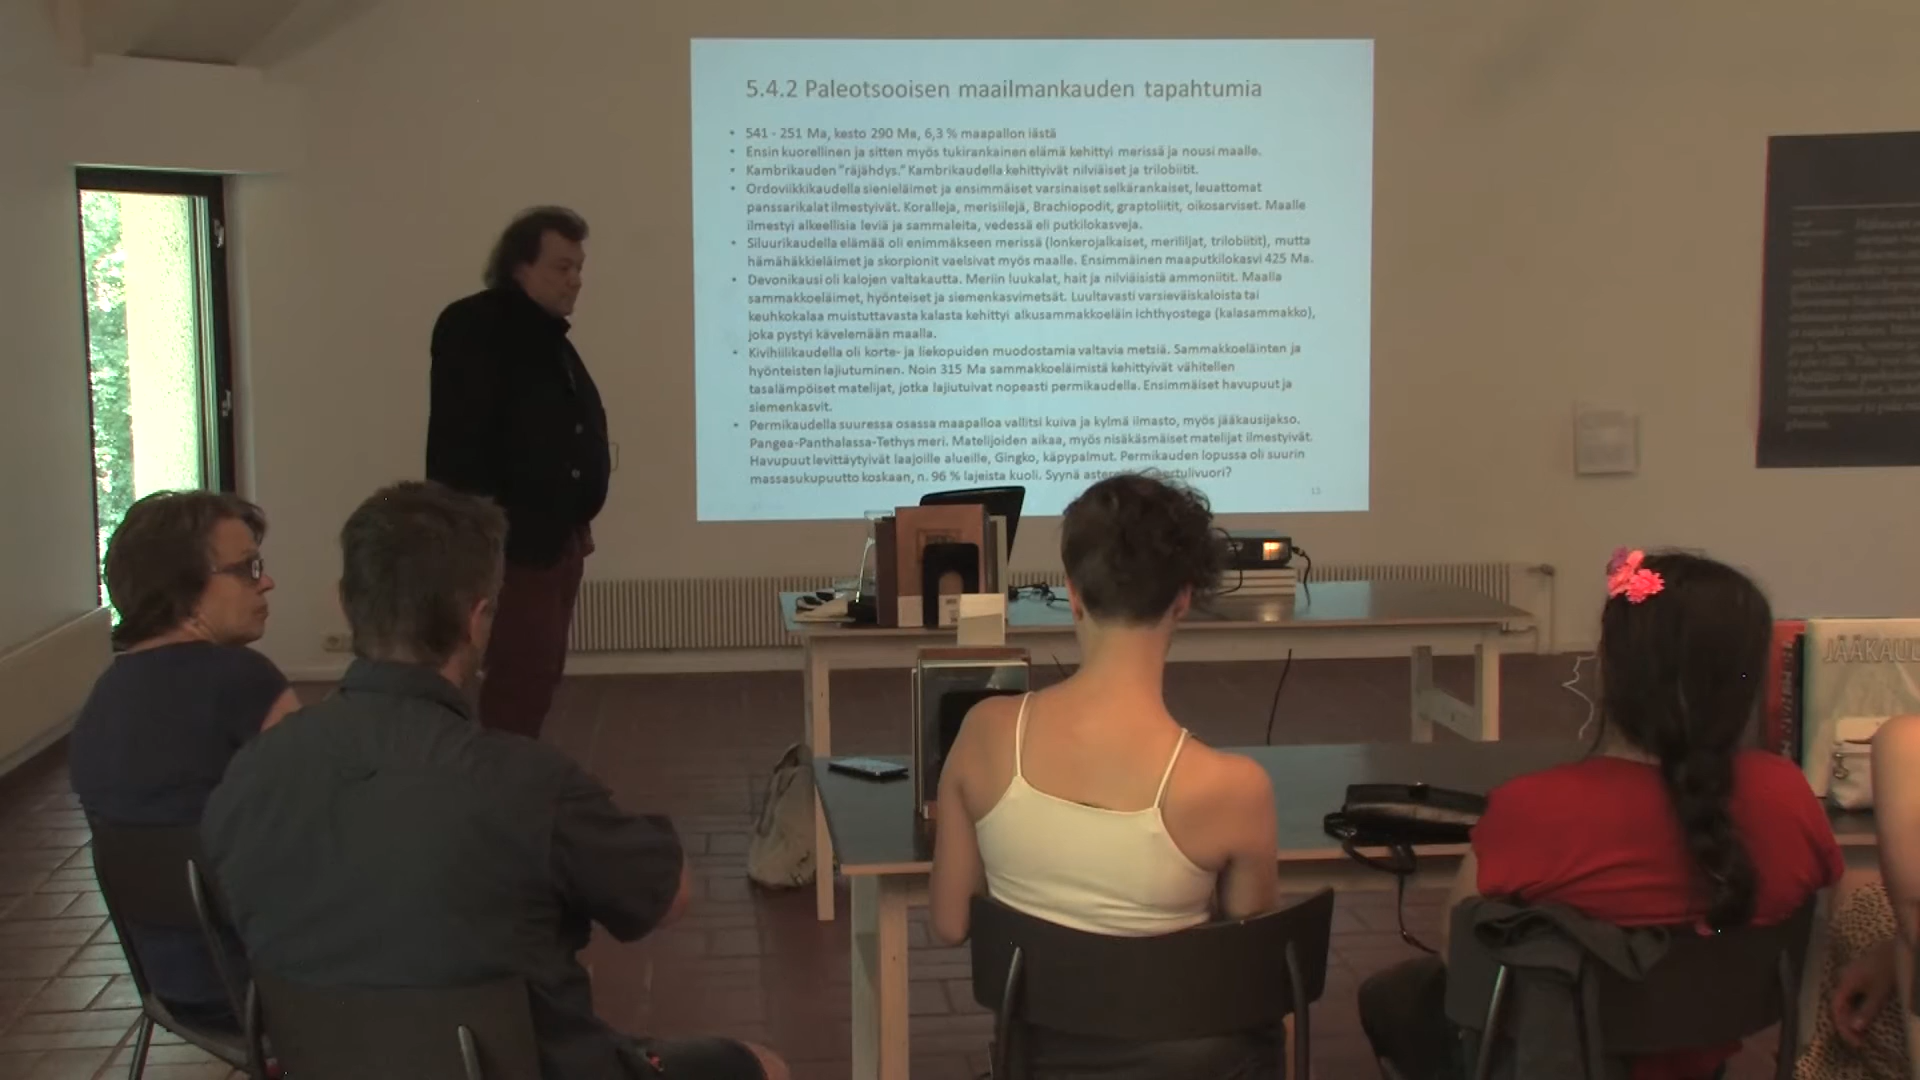 5.4.2 Paleotsooisen maailmankauden tapahtumia
• 541 - 251 Ma, kesto 290 Ma, 6,3 % maapallon iästä
• Ensin kuorellinen ja sitten myös tukirankainen elämä kehittyi merissä ja nousi maalle.
• Kambrikauden "räjähdys." Kambrikaudella kehittyivät nilviäiset ja trilobiitit.
• Ordoviikkikaudella sienieläimet ja ensimmäiset varsinaiset selkärankaiset, leuattomat
panssarikalat ilmestyivät. Koralleja, merisiilejä, Brachiopodit, graptoliitit, oikosarviset. Maalle
ilmestyi alkeellisia leviä ja sammaleita, vedessä eli putkilokasveja.
• Siluurikaudella elämää oli enimmäkseen merissä (lonkerojalkaiset, merililjat, trilobiitit), mutta
hämähäkkieläimet ja skorpionit vaelsivat myös maalle. Ensimmäinen maaputkilokasvi 425 Ma.
• Devonikausi oli kalojen valtakautta. Meriin luukalat, hait ja nilviäisistä ammoniitit. Maalla
sammakkoeläimet, hyönteiset ja siemenkasvimetsät. Luultavasti varsieväiskaloista tai
keuhkokalaa muistuttavasta kalasta kehittyi alkusammakkoeläin Ichthyostega (kalasammakko),
joka pystyi kävelemään maalla.
• Kivihiilikaudella oli korte- ja liekopuiden muodostamia valtavia metsiä. Sammakkoeläinten ja
hyönteisten lajiutuminen. Noin 315 Ma sammakkoeläimistä kehittyivät vähitellen
tasalämpöiset matelijat, jotka lajiutuivat nopeasti permikaudella. Ensimmäiset havupuut ja
siemenkasvit.
• Permikaudella suuressa osassa maapalloa vallitsi kuiva ja kylmä ilmasto, myös jääkausijakso.
Pangea-Panthalassa-Tethys meri. Matelijoiden aikaa, myös nisäkäsmäiset matelijat ilmestyivät.
Havupuut levittäytyivät laajoille alueille, Gingko, käpypalmut. Permikauden lopussa oli suurin
massasukupuutto koskaan, n. 96 % lajeista kuoli. Syynä
JÄÄKAU